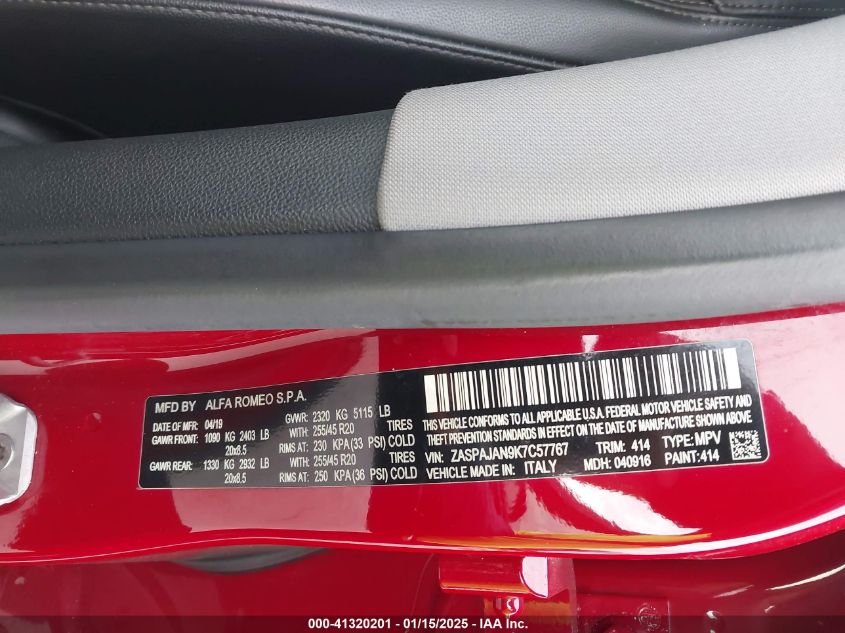 MFD BY ALFA ROMEO S.P.A.
DATE OF MFR: 04/19 GVWR: 2320 KG 5115 LB
GAWR FRONT: 1090 KG 2403 LB WITH: 255/45 R20 TIRES
20x8.5 RIMS AT: 230 KPA (33 PSI) COLD
GAWR REAR: 1330 KG 2932 LB WITH: 255/45 R20 TIRES
20x8.5 RIMS AT: 250 KPA (36 PSI) COLD
THIS VEHICLE CONFORMS TO ALL APPLICABLE U.S.A. FEDERAL MOTOR VEHICLE SAFETY AND
THEFT PREVENTION STANDARDS IN EFFECT ON THE DATE OF MANUFACTURE SHOWN ABOVE.
VIN: ZASPAJAN9K7C57767 TRIM: 414 TYPE: MPV
VEHICLE MADE IN: ITALY MDH: 040916 PAINT: 414
000-41320201 - 01/15/2025 - IAA, Inc.